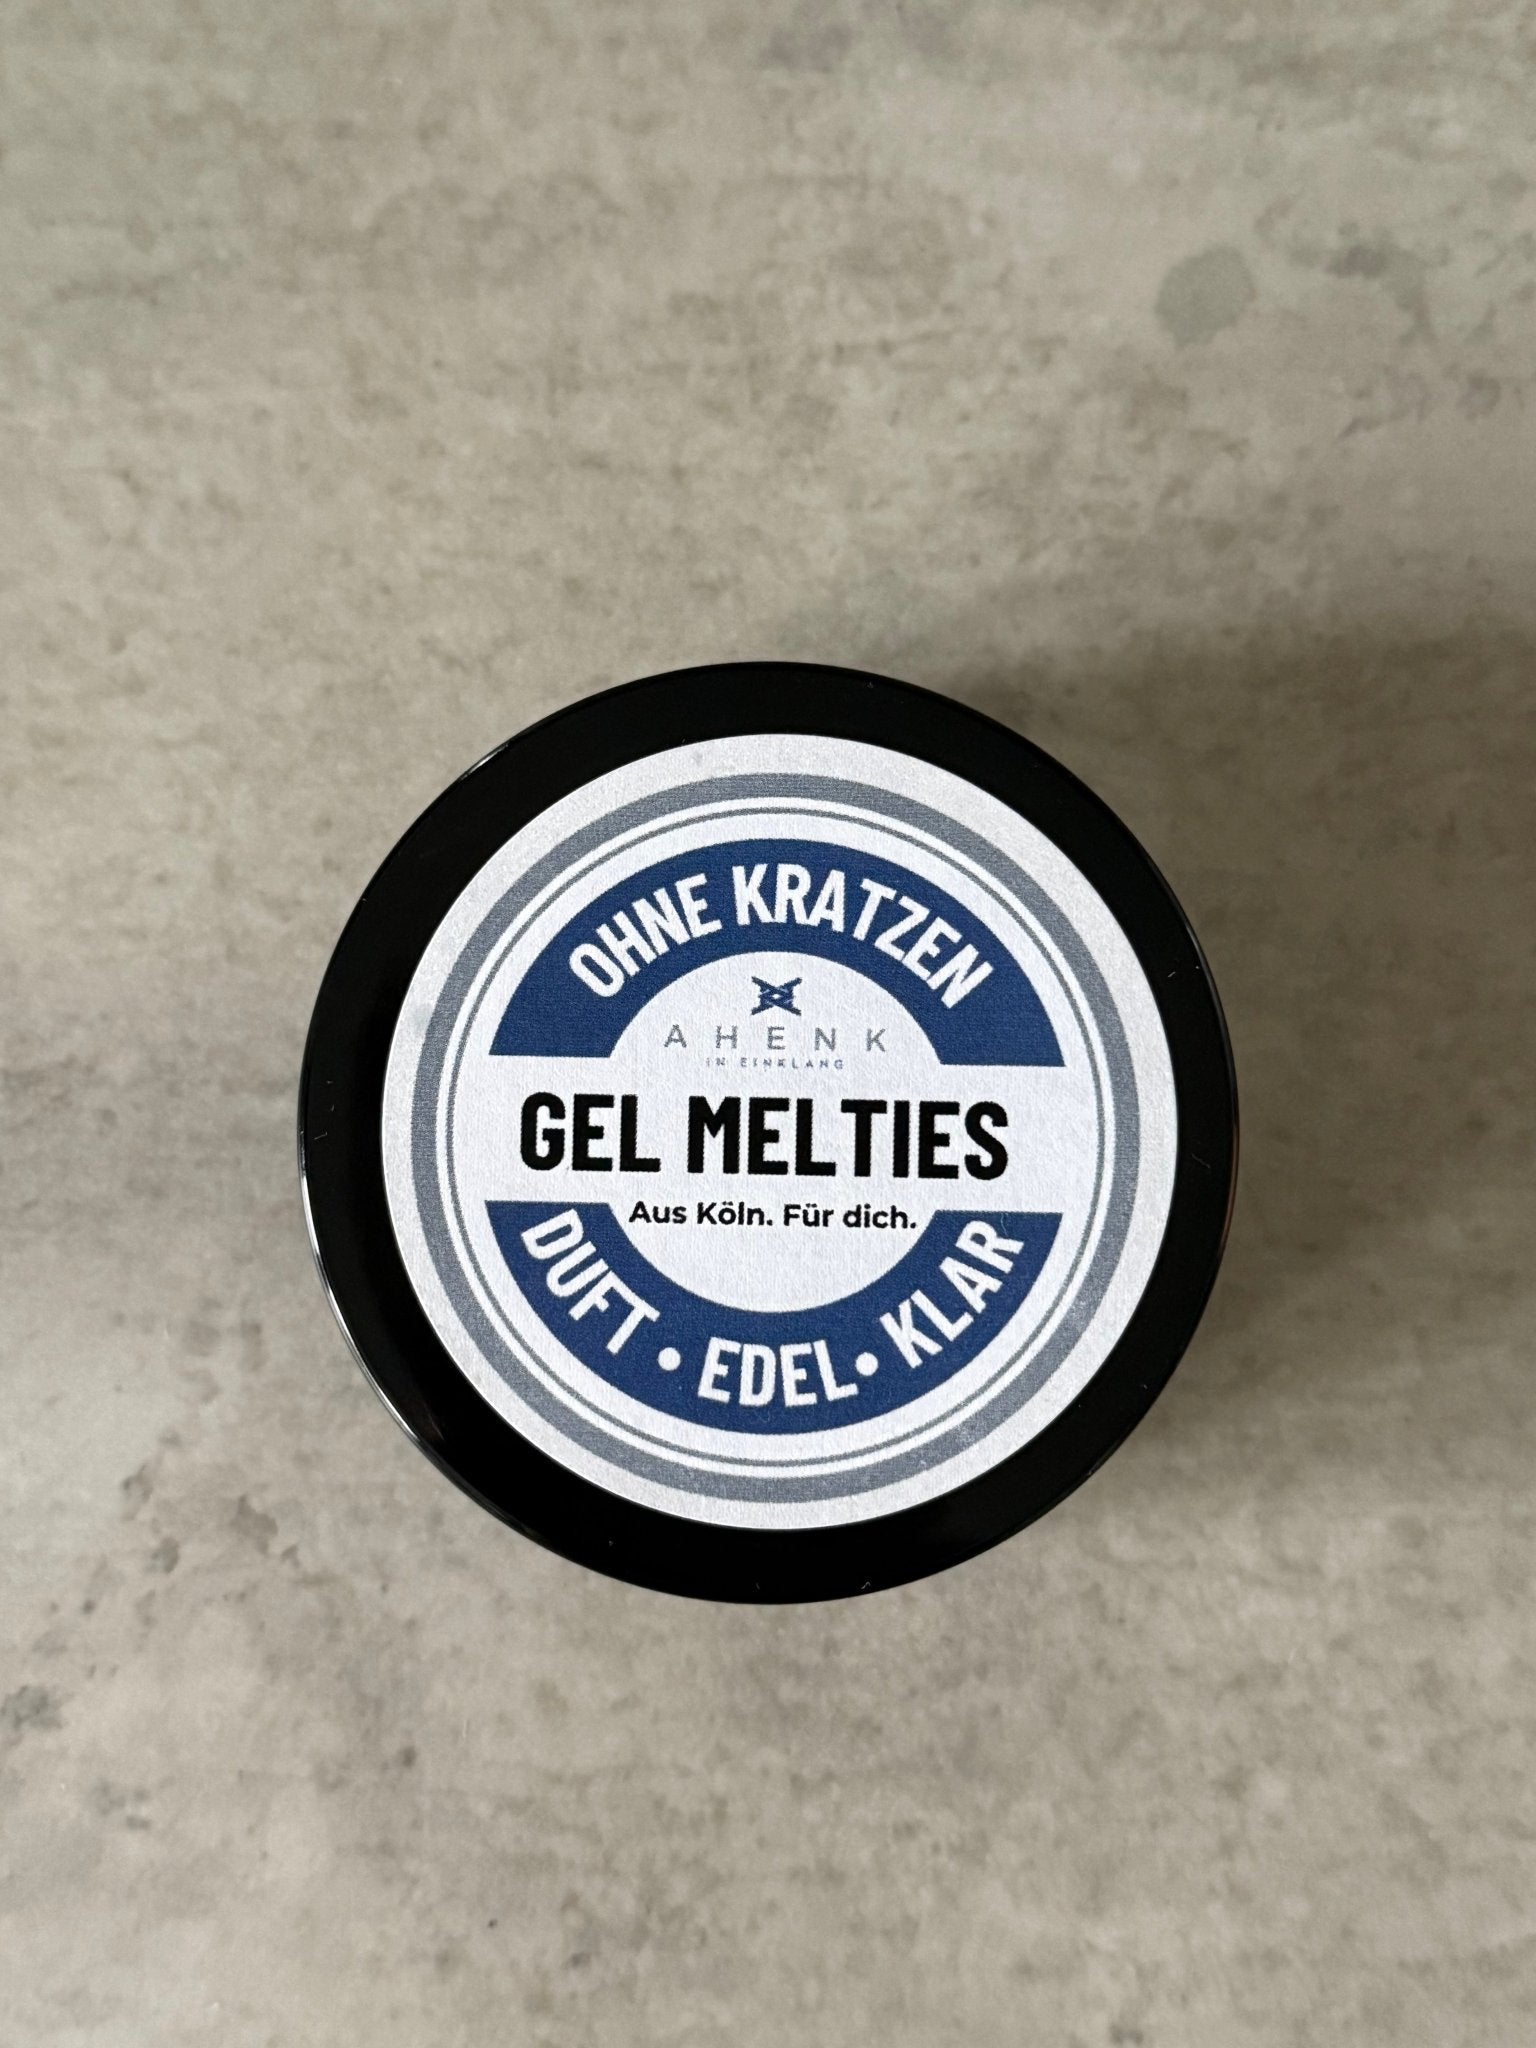 OHNE KRATZEN
AHENK
IN EINKLANG
GEL MELTIES
Aus Köln. Für dich.
DUFT • EDEL • KLAR